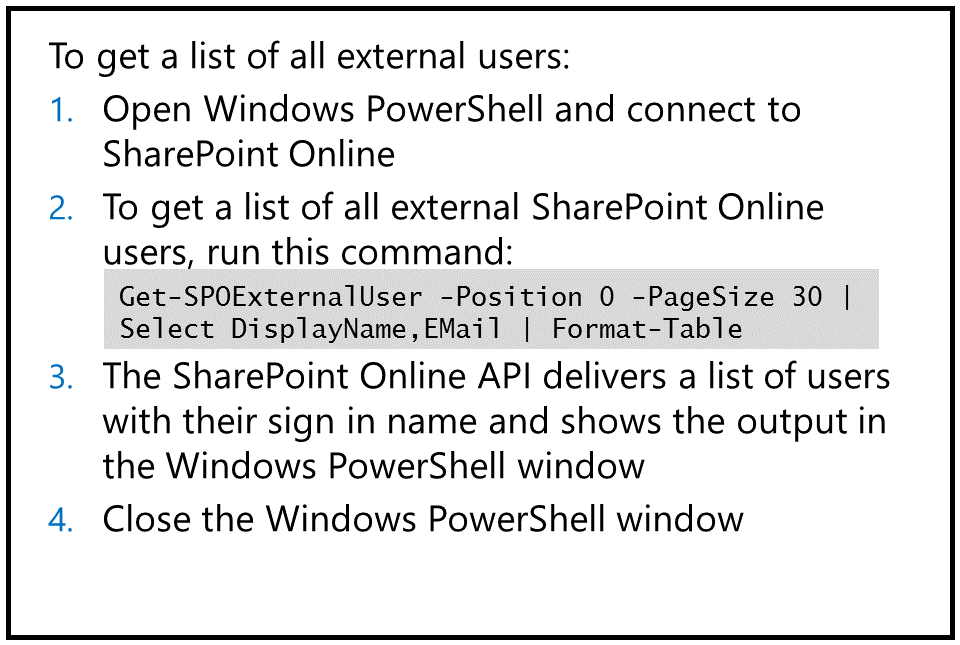 To get a list of all external users:
1. Open Windows PowerShell and connect to
SharePoint Online
2. To get a list of all external SharePoint Online
users, run this command:
Get-SPOExternalUser -Position 0 -PageSize 30 |
Select DisplayName,EMail | Format-Table
3. The SharePoint Online API delivers a list of users
with their sign in name and shows the output in
the Windows PowerShell window
4. Close the Windows PowerShell window